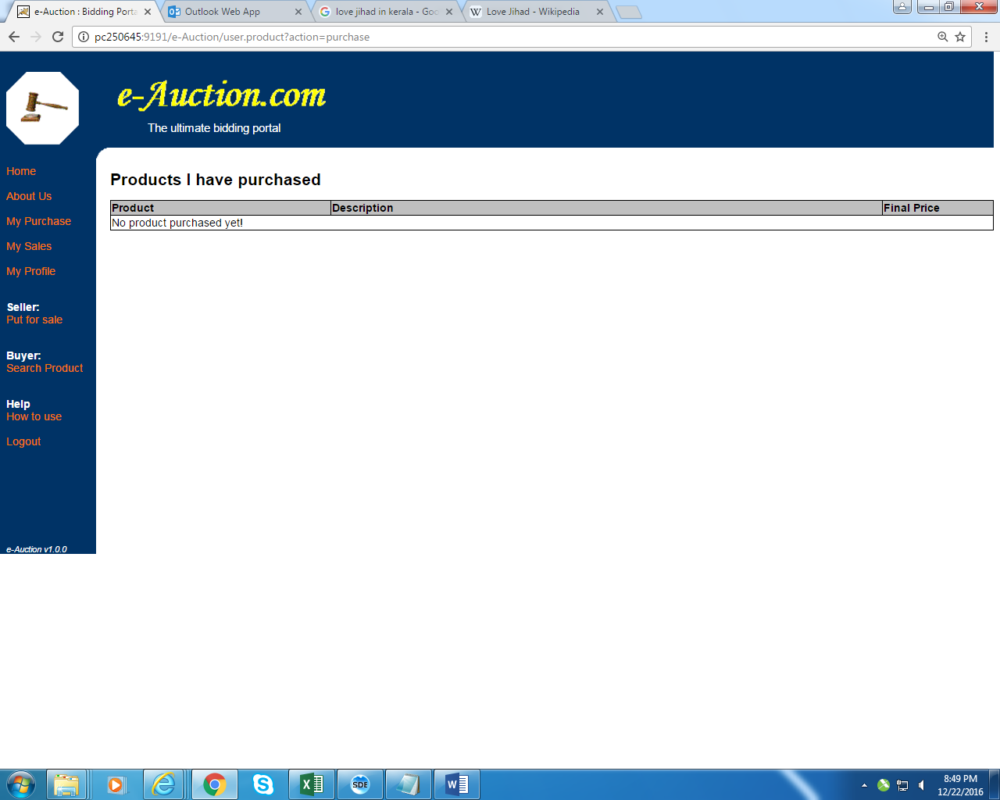 e-Auction : Bidding Porta
Outlook Web App
love jihad in kerala - Goo
Love Jihad - Wikipedia
pc250645:9191/e-Auction/user.product?action=purchase
e-Auction.com
The ultimate bidding portal
Home
About Us
My Purchase
My Sales
My Profile
Seller:
Put for sale
Buyer:
Search Product
Help
How to use
Logout
e-Auction v1.0.0
Products I have purchased
Product Description Final Price
No product purchased yet!
SDE
8:49 PM
12/22/2016